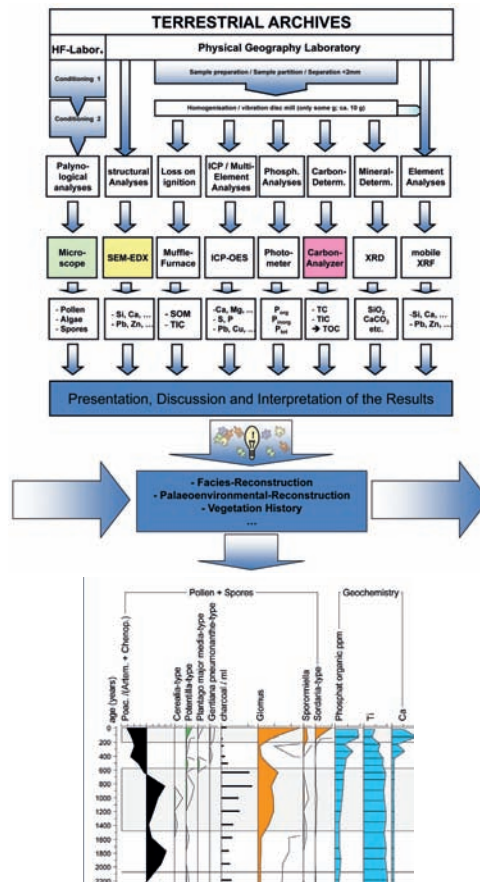 TERRESTRIAL ARCHIVES
HF-Labor.
Physical Geography Laboratory
Conditioning 1
Sample preparation / Sample partition / Separation <2mm
Homogenisation / vibration disc mill (only some g; ca. 10 g)
Conditioning 2
Palyno-
logical
analyses
structural
Analyses
Loss on
ignition
ICP / Multi-
Element
Analyses
Phosph.
Analyses
Carbon-
Determ.
Mineral-
Determ.
Element
Analyses
Micro-
scope
SEM-EDX
Muffle-
Furnace
ICP-OES
Photo-
meter
Carbon-
Analyzer
XRD
mobile
XRF
- Pollen
- Algae
- Spores
- Si, Ca, ...
- Pb, Zn, ...
- SOM
- TIC
-Ca, Mg, ...
- S, P
- Pb, Cu, ...
Porg
Pinorg
Ptot
- TC
- TIC
➔ TOC
SiO2
CaCO3
etc.
-Si, Ca, ...
- Pb, Zn, ...
Presentation, Discussion and Interpretation of the Results
- Facies-Reconstruction
- Palaeoenvironmental-Reconstruction
- Vegetation History
...
Pollen + Spores
Geochemistry
age (years)
Poac. /(Artem. + Chenop.)
Cerealia-type
Potentilla-type
Plantago major media-type
Gentiana pneumonanthe-type
charcoal / ml
Glomus
Sporormiella
Sordaria-type
Phosphat organic ppm
Ti
Ca
0
200
400
600
800
1000
1200
1400
1600
1800
2000
2200